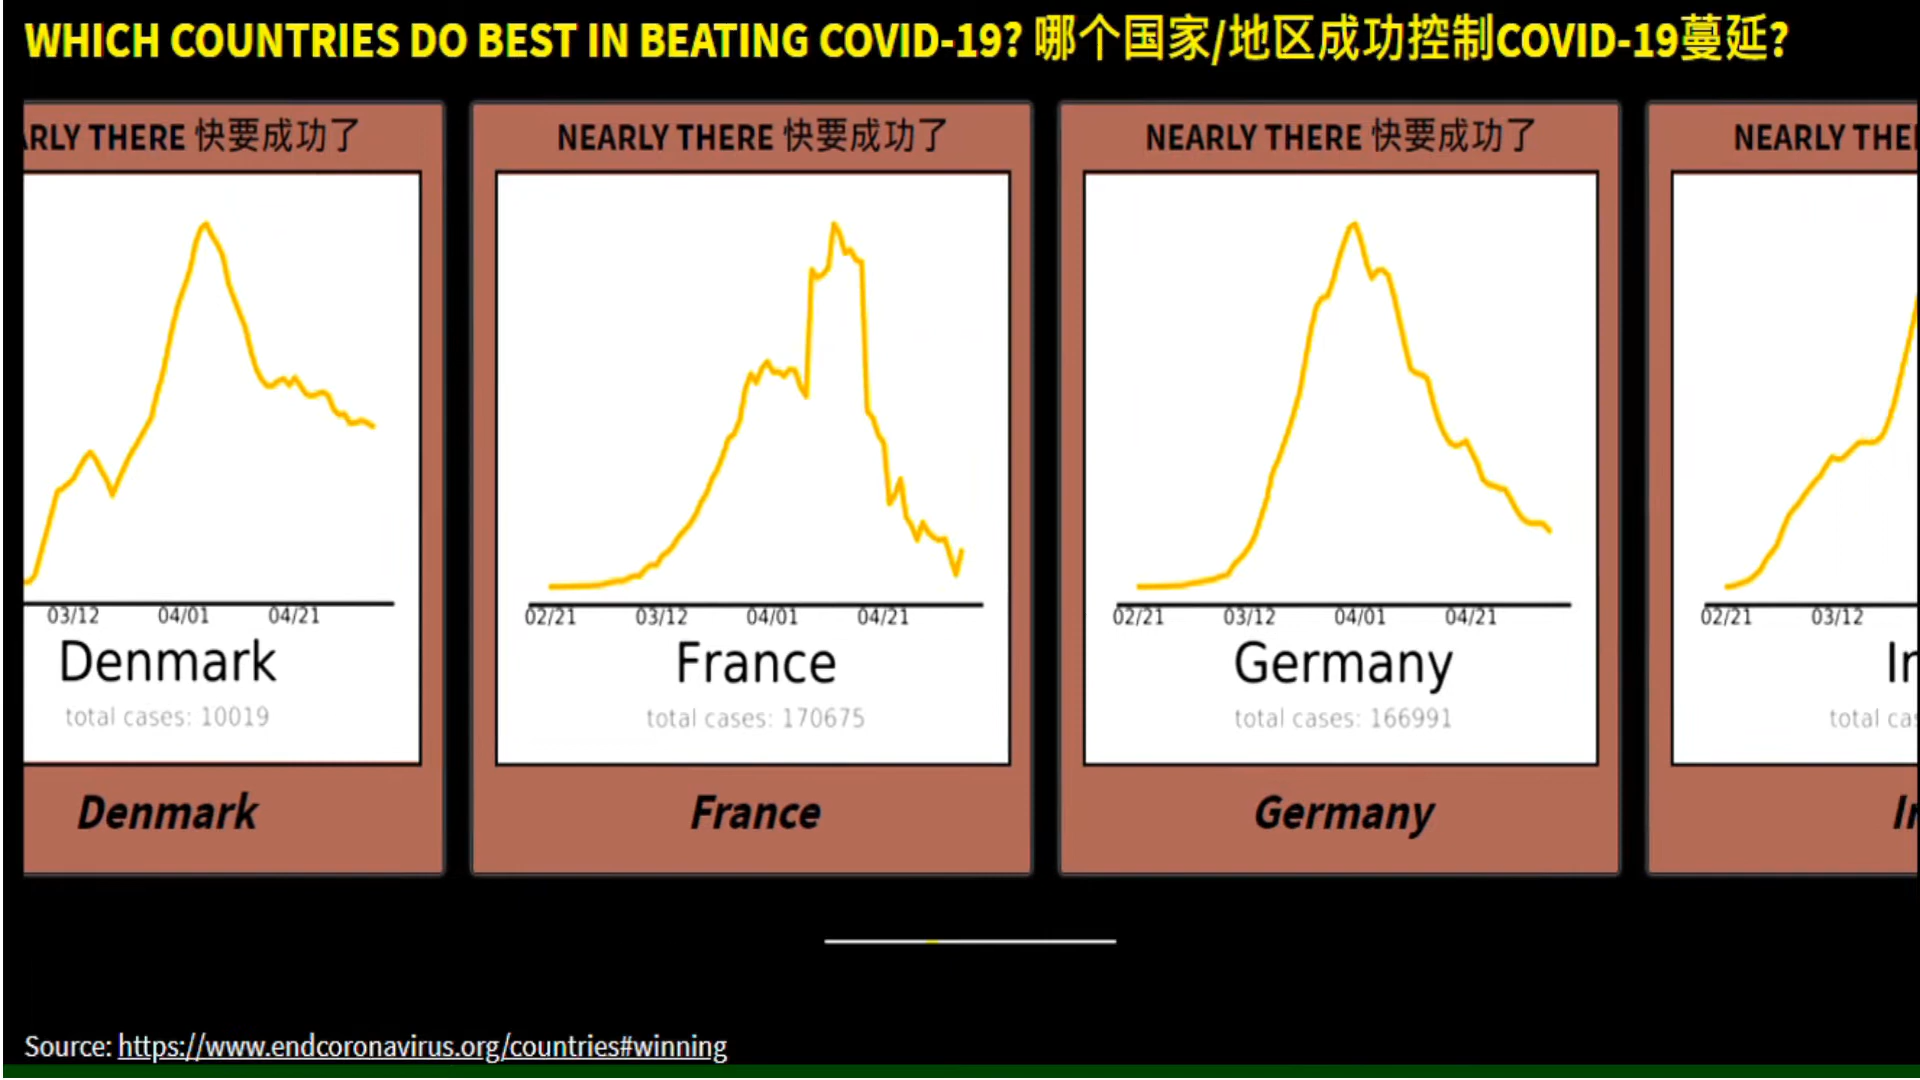 WHICH COUNTRIES DO BEST IN BEATING COVID-19? 哪个国家/地区成功控制COVID-19蔓延?
RLY THERE 快要成功了
03/12 04/01 04/21
Denmark
total cases: 10019
Denmark
NEARLY THERE 快要成功了
02/21 03/12 04/01 04/21
France
total cases: 170675
France
NEARLY THERE 快要成功了
02/21 03/12 04/01 04/21
Germany
total cases: 166991
Germany
NEARLY THE
02/21 03/12
total
Source: https://www.endcoronavirus.org/countries#winning